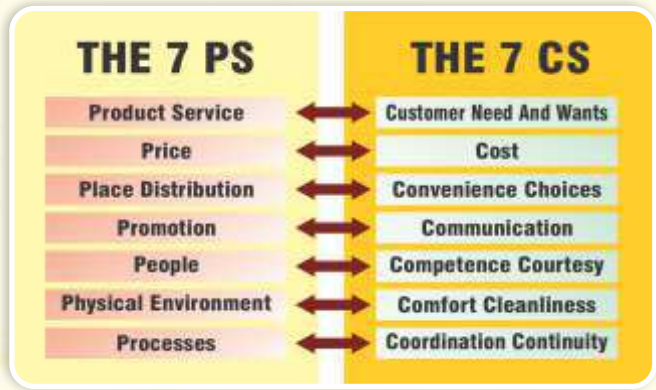 THE 7 PS THE 7 CS
Product Service Customer Need And Wants
Price Cost
Place Distribution Convenience Choices
Promotion Communication
People Competence Courtesy
Physical Environment Comfort Cleanliness
Processes Coordination Continuity